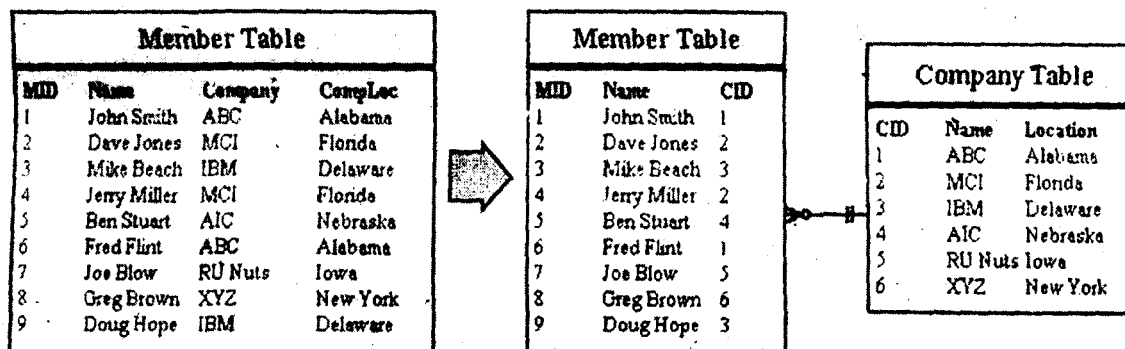 Member Table
MID Name Company CompLoc
1 John Smith ABC Alabama
2 Dave Jones MCI Florida
3 Mike Beach IBM Delaware
4 Jerry Miller MCI Florida
5 Ben Stuart AIC Nebraska
6 Fred Flint ABC Alabama
7 Joe Blow RU Nuts Iowa
8 Greg Brown XYZ New York
9 Doug Hope IBM Delaware
Member Table
MID Name CID
1 John Smith 1
2 Dave Jones 2
3 Mike Beach 3
4 Jerry Miller 2
5 Ben Stuart 4
6 Fred Flint 1
7 Joe Blow 5
8 Greg Brown 6
9 Doug Hope 3
Company Table
CID Name Location
1 ABC Alabama
2 MCI Florida
3 IBM Delaware
4 AIC Nebraska
5 RU Nuts Iowa
6 XYZ New York